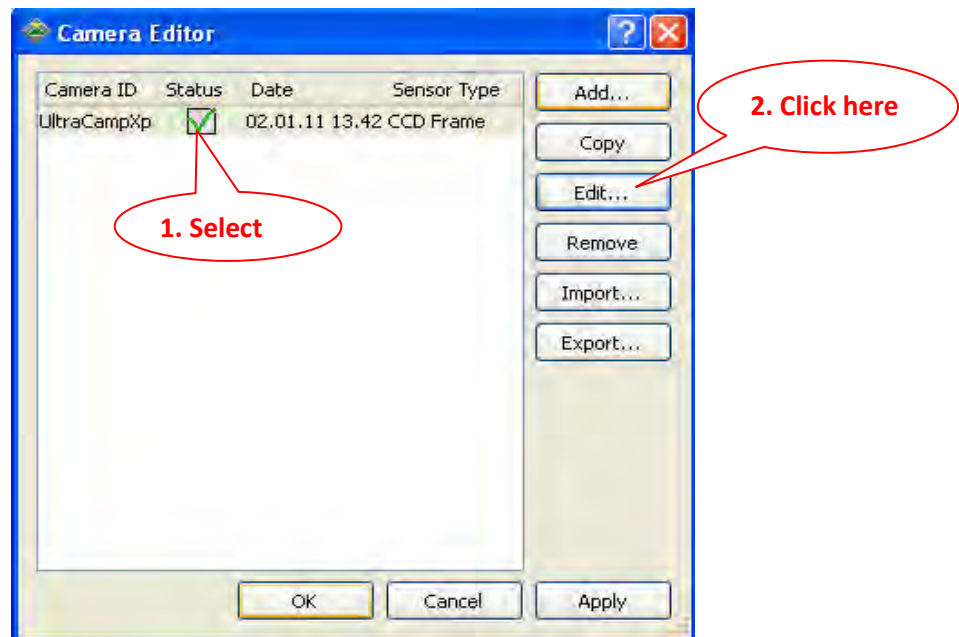 Camera Editor
Camera ID Status Date Sensor Type
UltraCampXp 02.01.11 13.42 CCD Frame
Add...
Copy
Edit...
Remove
Import...
Export...
2. Click here
1. Select
OK Cancel Apply